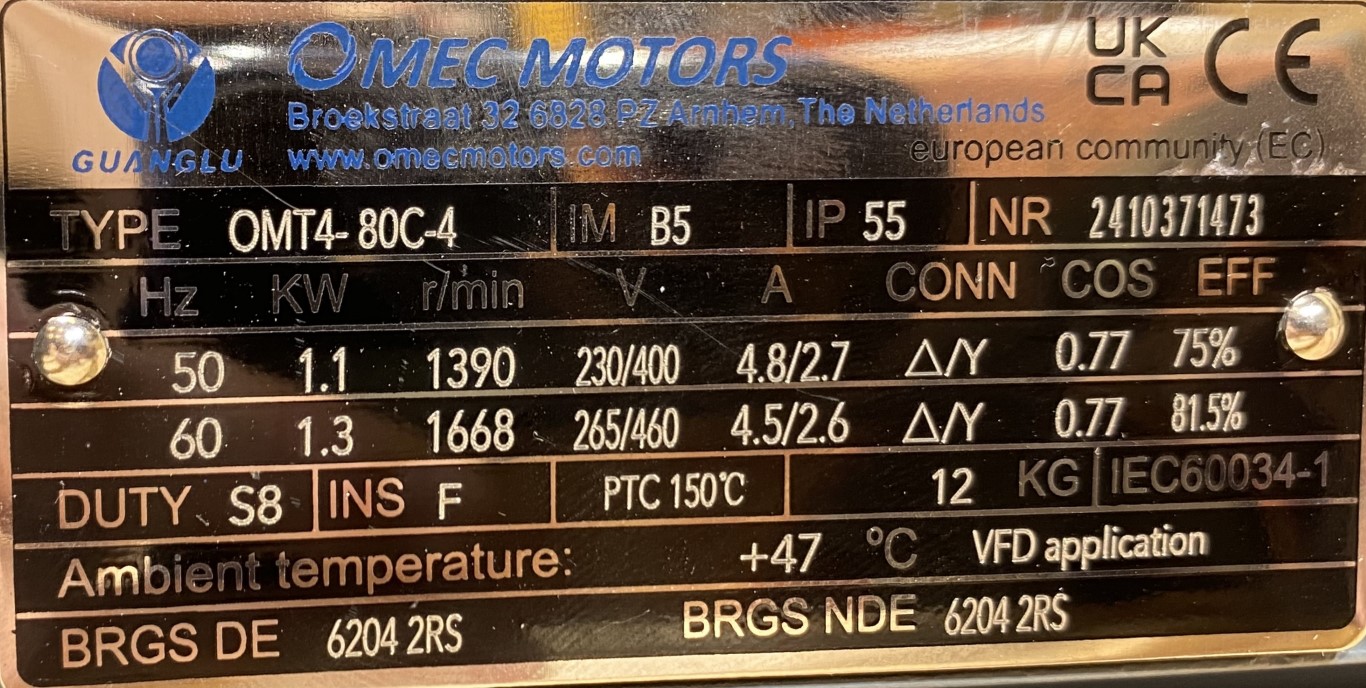 OMEC MOTORS
Broekstraat 32 6828 PZ Arnhem, The Netherlands
www.omecmotors.com
GUANGLU
UK
CA CE
european community (EC)
TYPE OMT4-80C-4 IM B5 IP 55 NR 2410371473
Hz KW r/min V A CONN COS EFF
50 1.1 1390 230/400 4.8/2.7 Δ/Y 0.77 75%
60 1.3 1668 265/460 4.5/2.6 Δ/Y 0.77 81.5%
DUTY S8 INS F PTC 150℃ 12 KG IEC60034-1
Ambient temperature: +47 °C VFD application
BRGS DE 6204 2RS BRGS NDE 6204 2RS